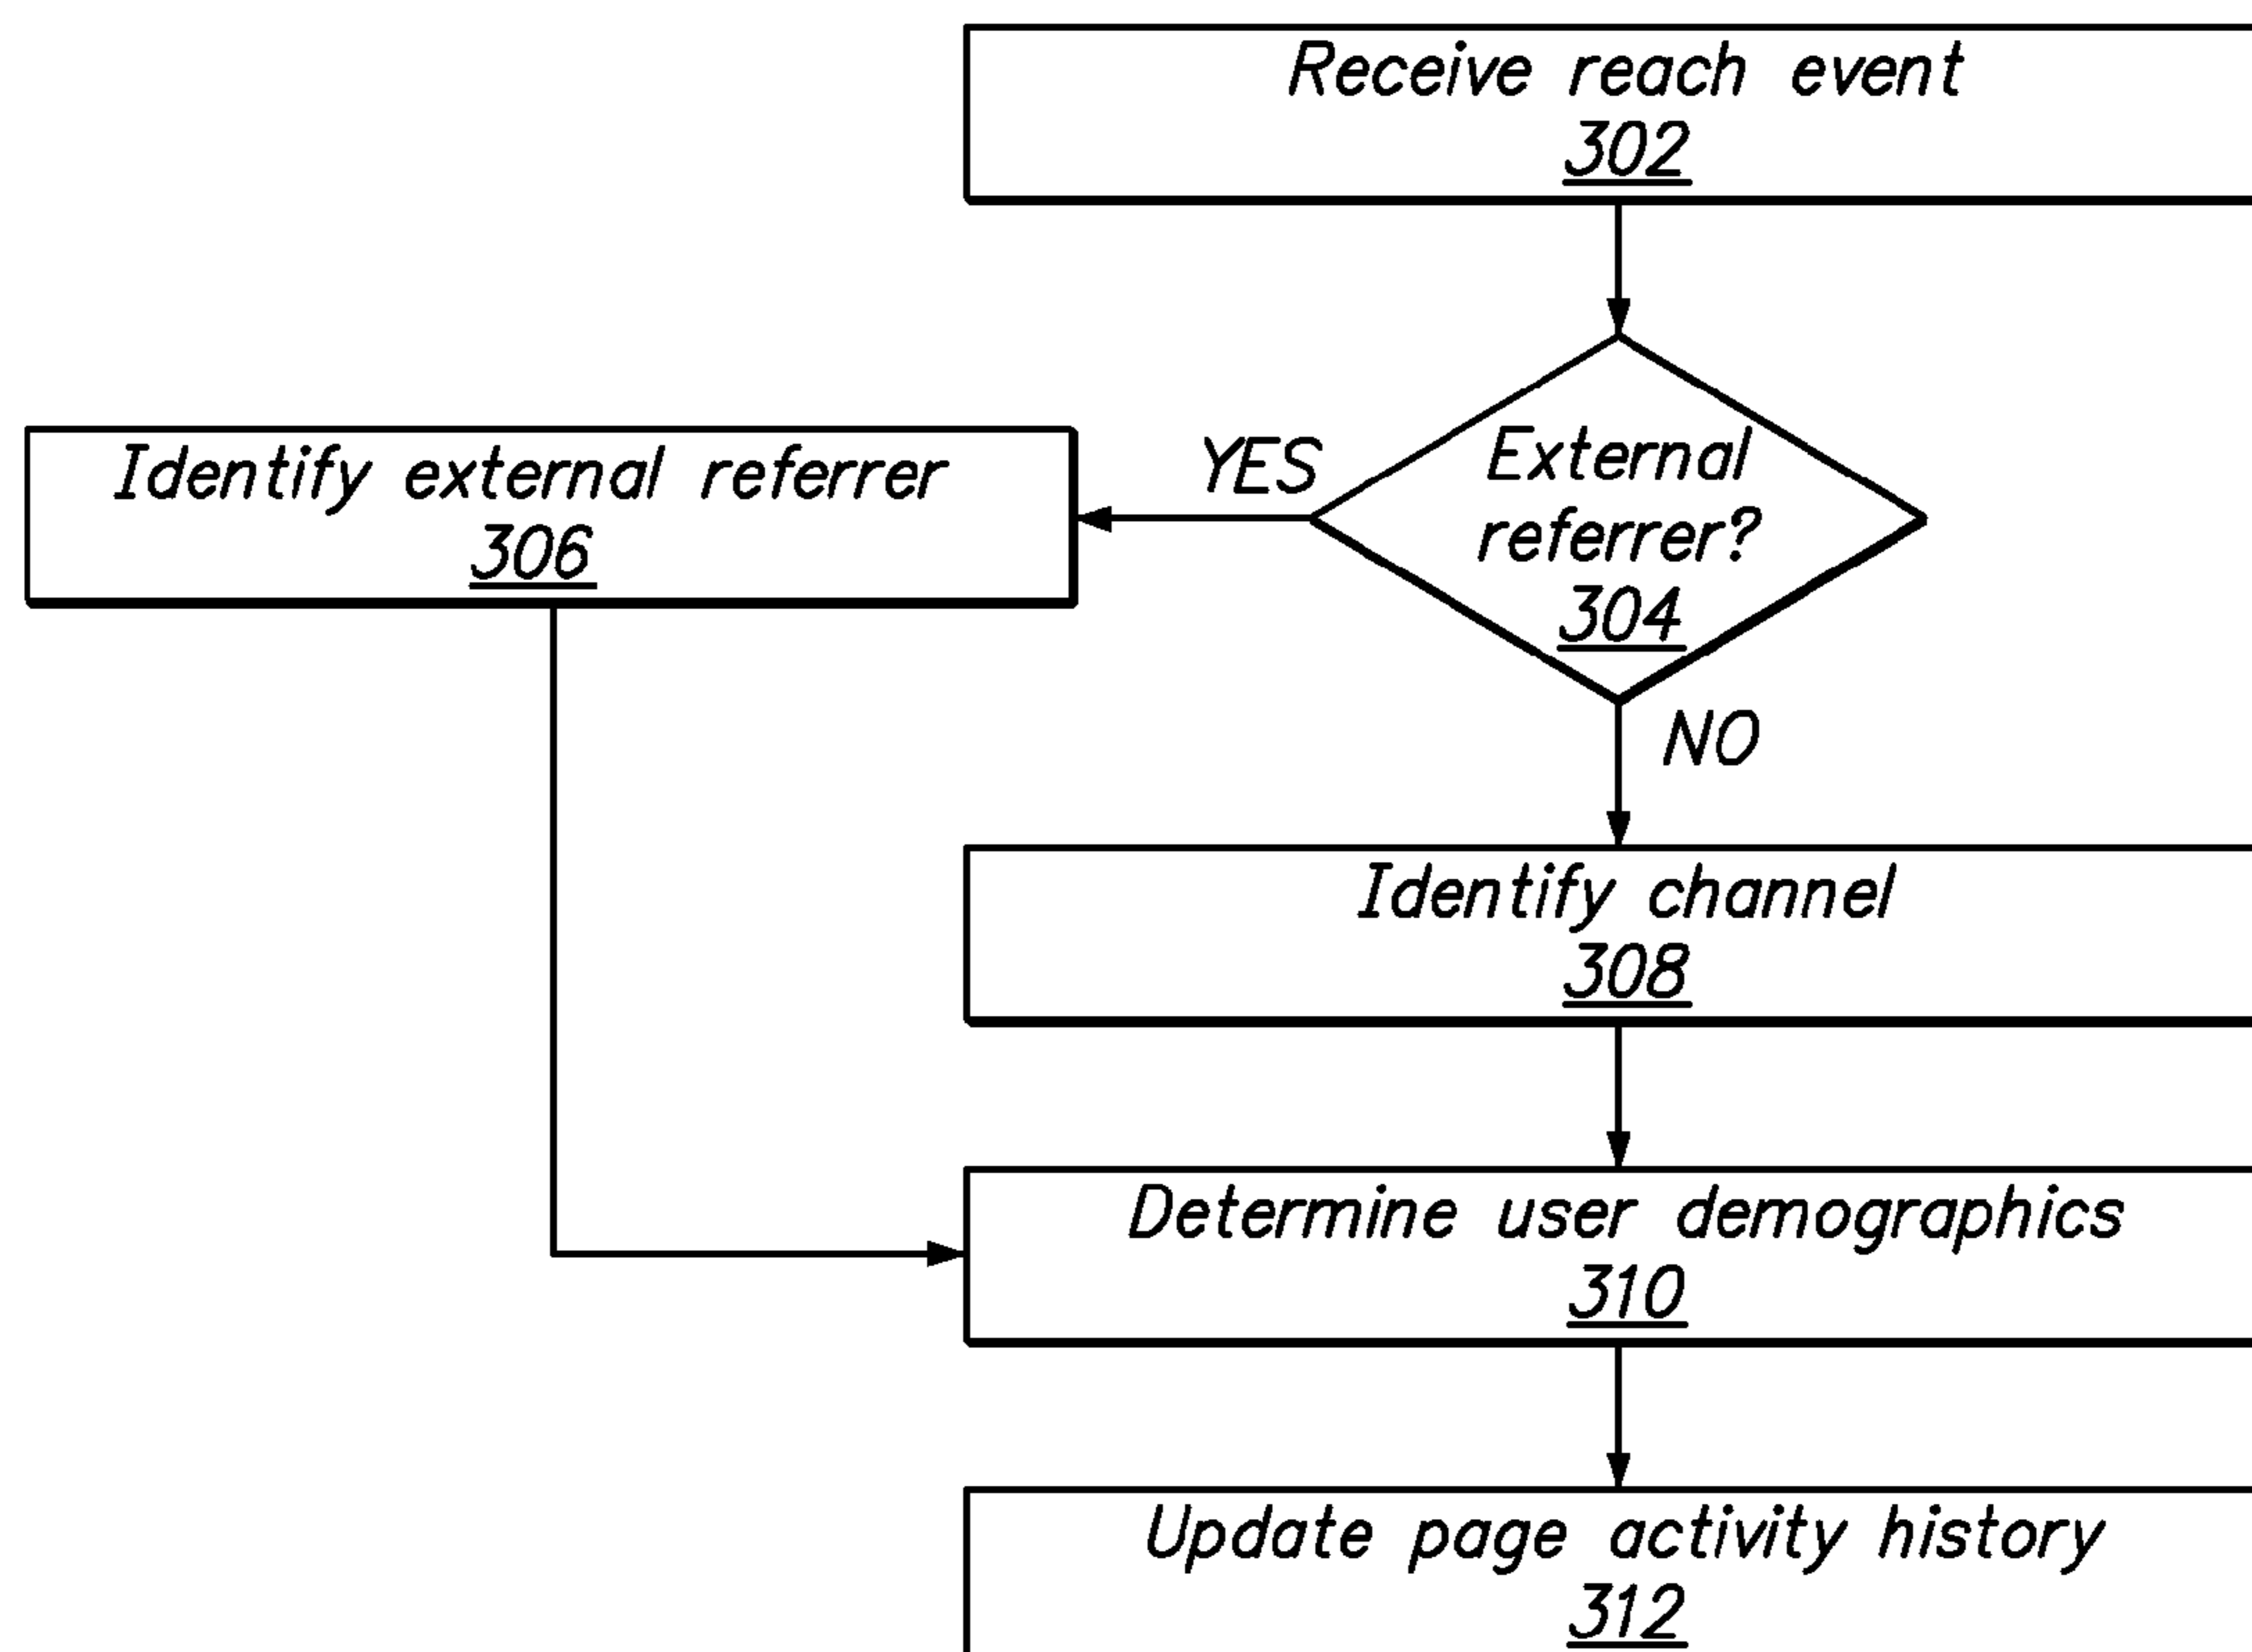 Receive reach event
302
External
referrer?
304
YES
Identify external referrer
306
NO
Identify channel
308
Determine user demographics
310
Update page activity history
312